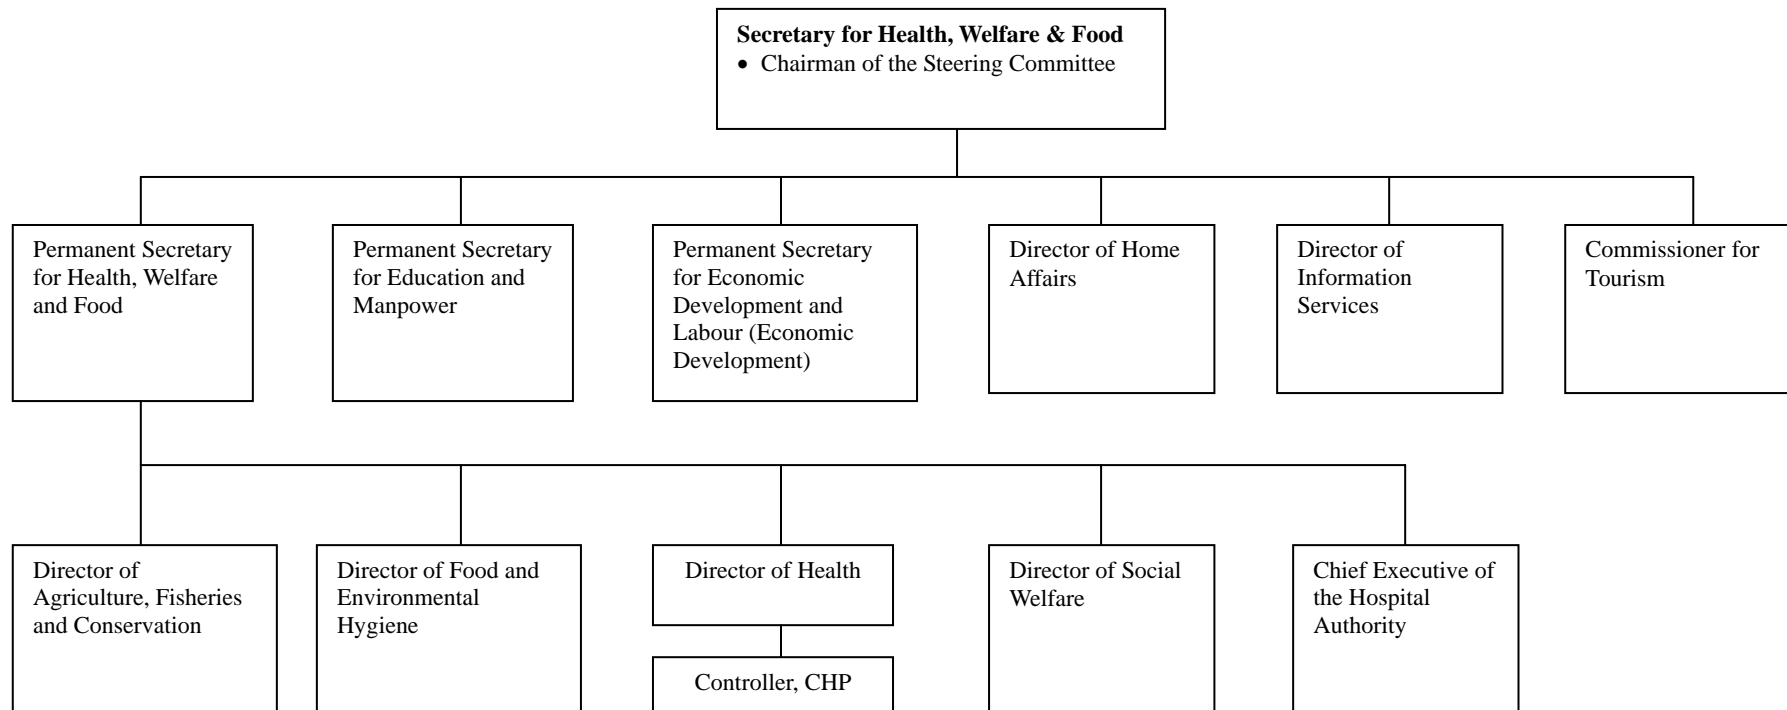 Secretary for Health, Welfare & Food
• Chairman of the Steering Committee
Permanent Secretary
for Health, Welfare
and Food
Permanent Secretary
for Education and
Manpower
Permanent Secretary
for Economic
Development and
Labour (Economic
Development)
Director of Home
Affairs
Director of
Information
Services
Commissioner for
Tourism
Director of
Agriculture, Fisheries
and Conservation
Director of Food and
Environmental
Hygiene
Director of Health
Controller, CHP
Director of Social
Welfare
Chief Executive of
the Hospital
Authority